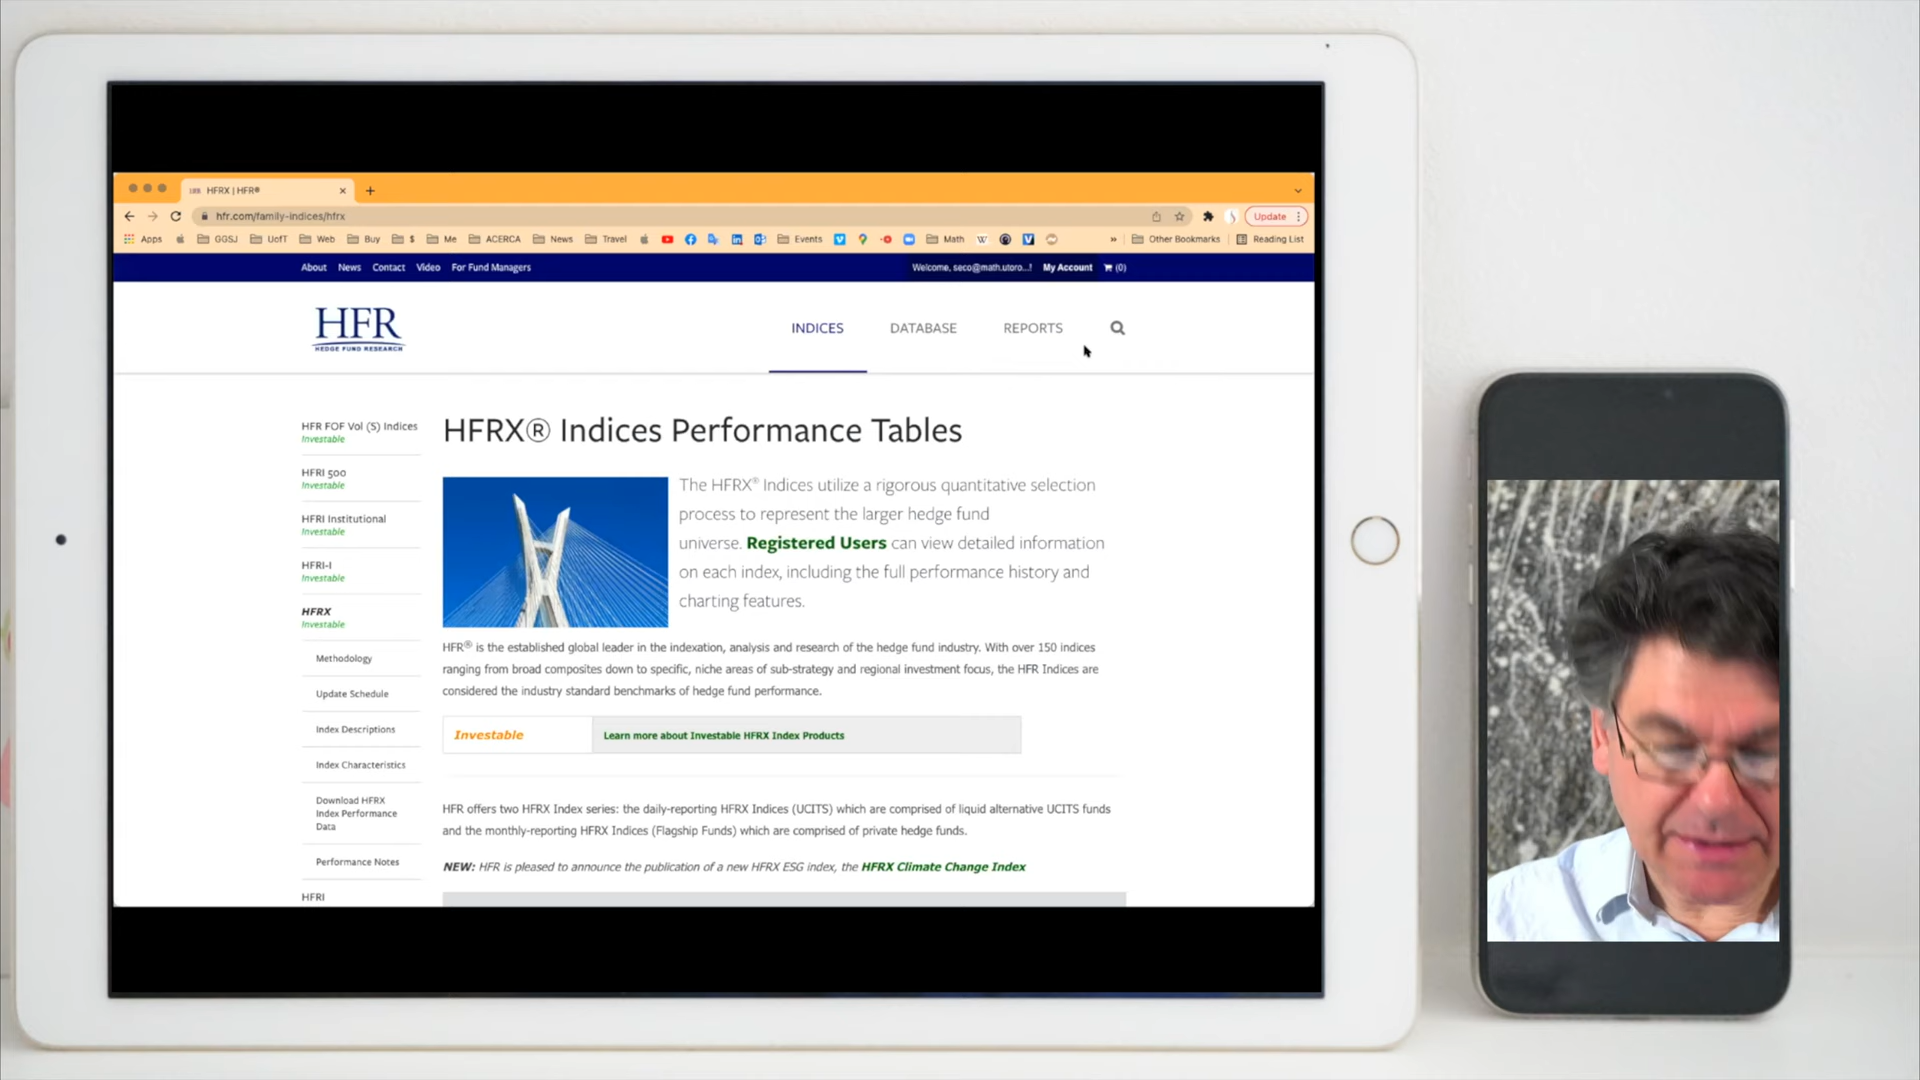 HFRX | HFR®
hfr.com/family-indices/hfrx
Update
Apps GGSJ UofT Web Buy $ Me ACERCA News Travel Events Math W V » Other Bookmarks Reading List
About News Contact Video For Fund Managers
Welcome, seco@math.utoro...! My Account (0)
HFR
HEDGE FUND RESEARCH
INDICES DATABASE REPORTS
HFR FOF Vol (S) Indices
Investable
HFRI 500
Investable
HFRI Institutional
Investable
HFRI-I
Investable
HFRX
Investable
Methodology
Update Schedule
Index Descriptions
Index Characteristics
Download HFRX
Index Performance
Data
Performance Notes
HFRI
HFRX® Indices Performance Tables
The HFRX® Indices utilize a rigorous quantitative selection
process to represent the larger hedge fund
universe. Registered Users can view detailed information
on each index, including the full performance history and
charting features.
HFR® is the established global leader in the indexation, analysis and research of the hedge fund industry. With over 150 indices
ranging from broad composites down to specific, niche areas of sub-strategy and regional investment focus, the HFR Indices are
considered the industry standard benchmarks of hedge fund performance.
Investable
Learn more about Investable HFRX Index Products
HFR offers two HFRX Index series: the daily-reporting HFRX Indices (UCITS) which are comprised of liquid alternative UCITS funds
and the monthly-reporting HFRX Indices (Flagship Funds) which are comprised of private hedge funds.
NEW: HFR is pleased to announce the publication of a new HFRX ESG index, the HFRX Climate Change Index